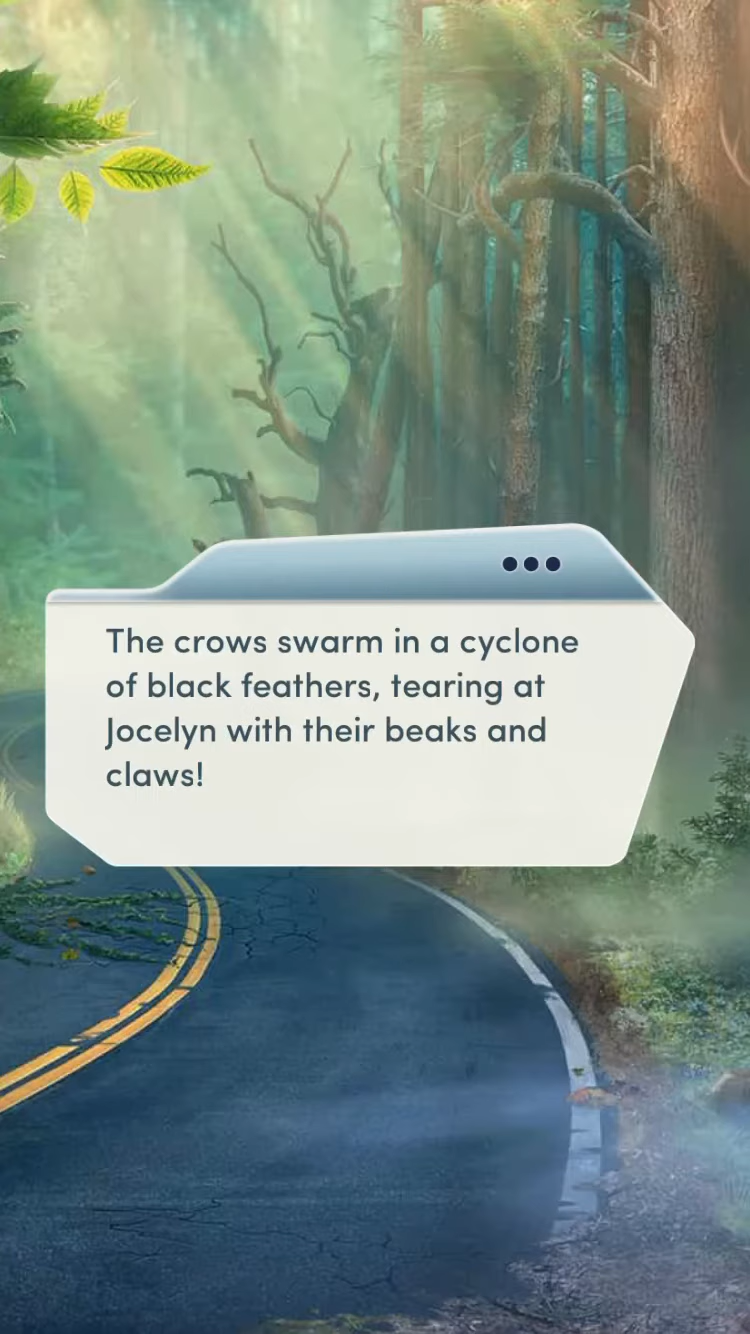 The crows swarm in a cyclone
of black feathers, tearing at
Jocelyn with their beaks and
claws!